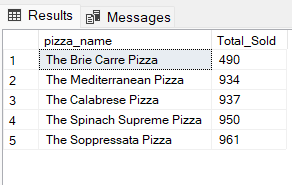 Results Messages
pizza_name Total_Sold
1 The Brie Carre Pizza 490
2 The Mediterranean Pizza 934
3 The Calabrese Pizza 937
4 The Spinach Supreme Pizza 950
5 The Soppressata Pizza 961